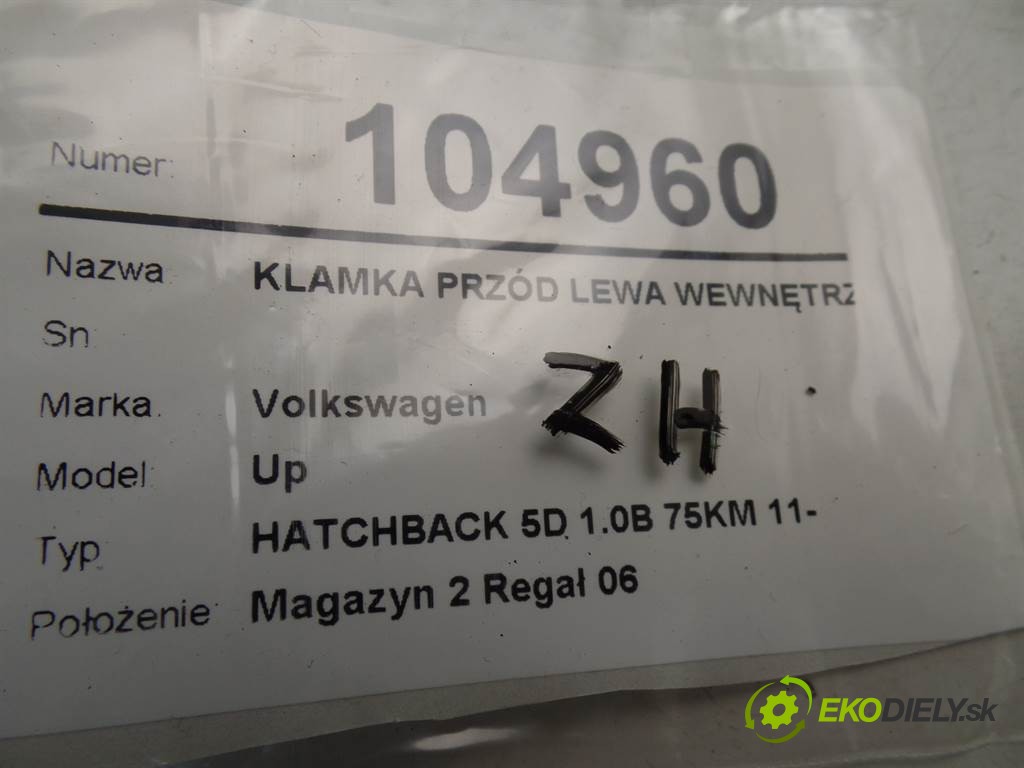 Numer: 104960
Nazwa KLAMKA PRZÓD LEWA WEWNĘTRZ
Sn
Marka Volkswagen
ZH
Model: Up
Typ HATCHBACK 5D 1.0B 75KM 11-
Położenie: Magazyn 2 Regał 06
EKODIELY.sk